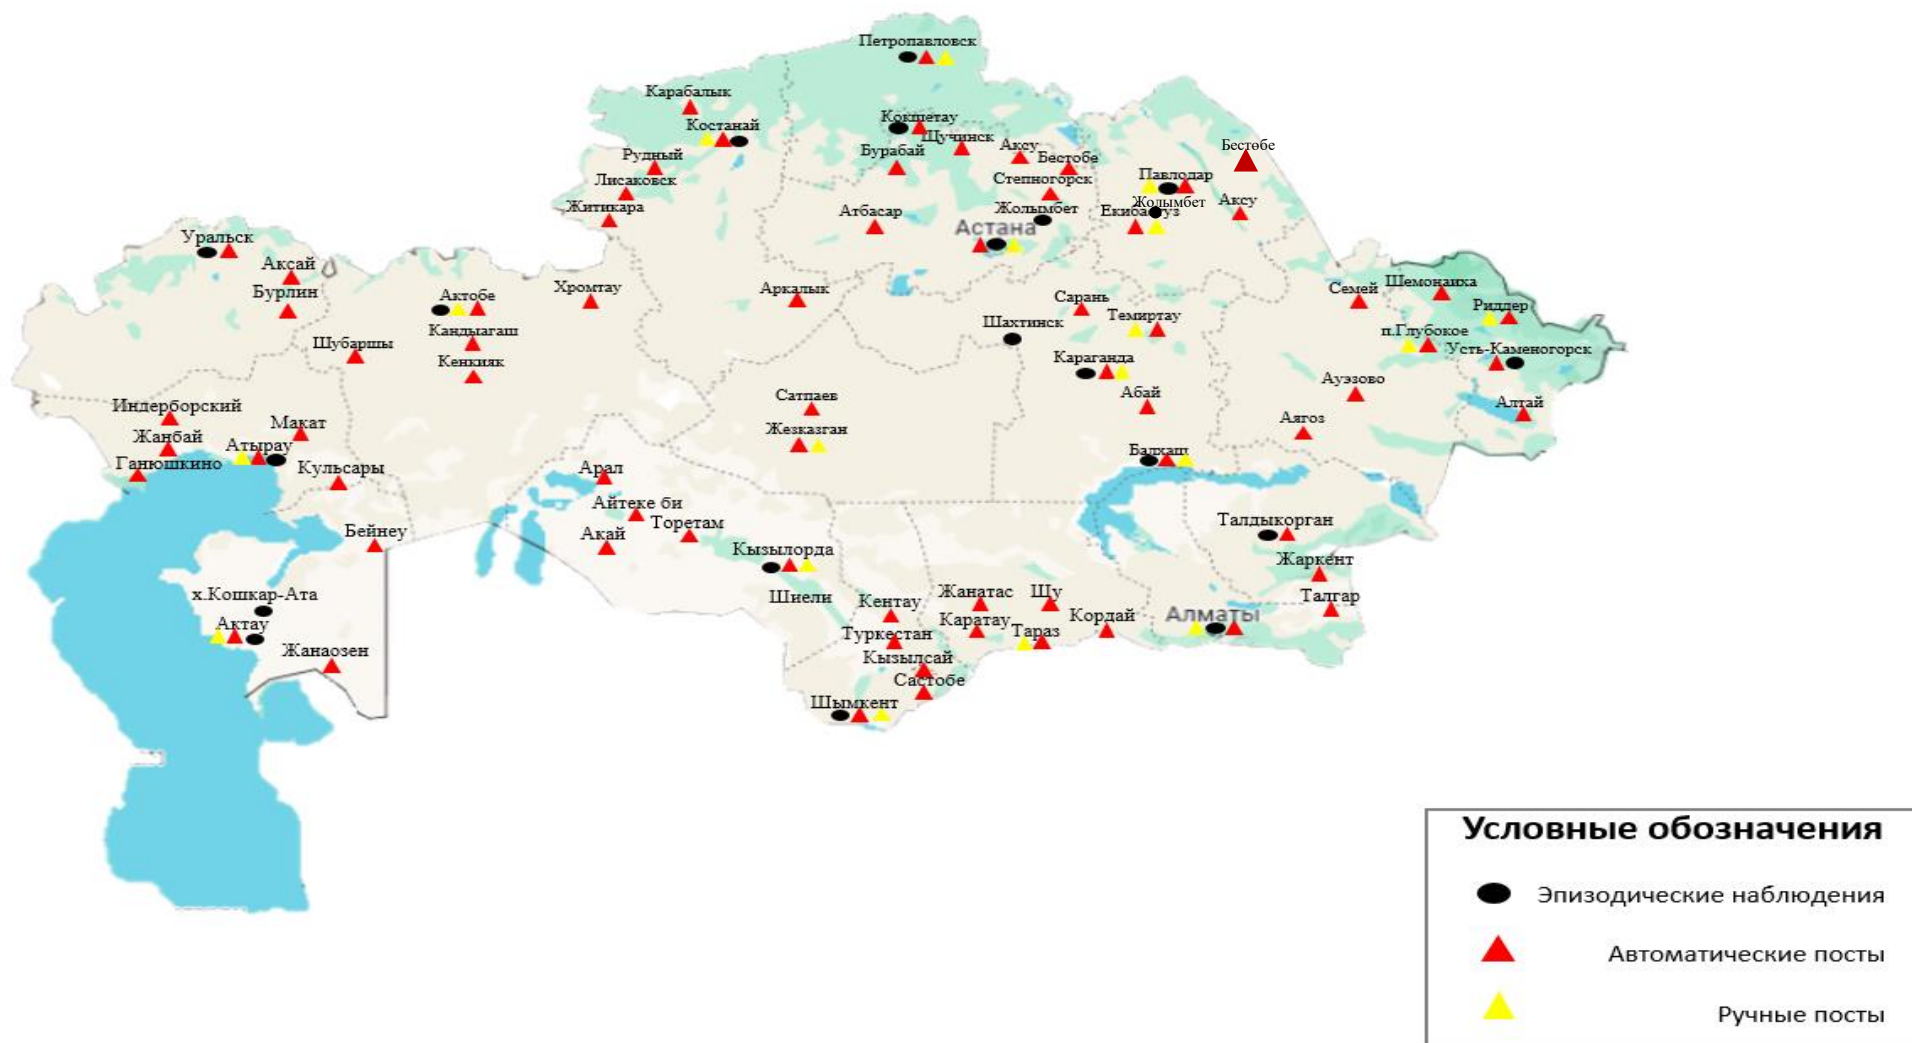 Петропавловск
Карабалык
Костанай
Кокшетау
Щучинск
Рудный
Бурабай
Аксу
Бестобе
Бестөбе
Лисаковск
Степногорск
Павлодар
Житикара
Атбасар
Жолымбет
Астана
Екибастуз
Жолымбет
Аксу
Уральск
Аксай
Бурлин
Актобе
Хромтау
Аркалык
Сарань
Семей
Шемонаиха
Риддер
Шубаршы
Кандыагаш
Кенкияк
Шахтинск
Темиртау
п.Глубокое
Усть-Каменогорск
Караганда
Абай
Ауэзово
Алтай
Индерборский
Макат
Сатпаев
Жанбай
Атырау
Жезказган
Аягоз
Ганюшкино
Кульсары
Арал
Балхаш
Бейнеу
Айтеке би
Акай
Торетам
Талдыкорган
Кызылорда
Жаркент
х.Кошкар-Ата
Шиели
Кентау
Жанатас
Шу
Талгар
Актау
Туркестан
Каратау
Тараз
Кордай
Алматы
Жанаозен
Кызылсай
Састобе
Шымкент
Условные обозначения
Эпизодические наблюдения
Автоматические посты
Ручные посты